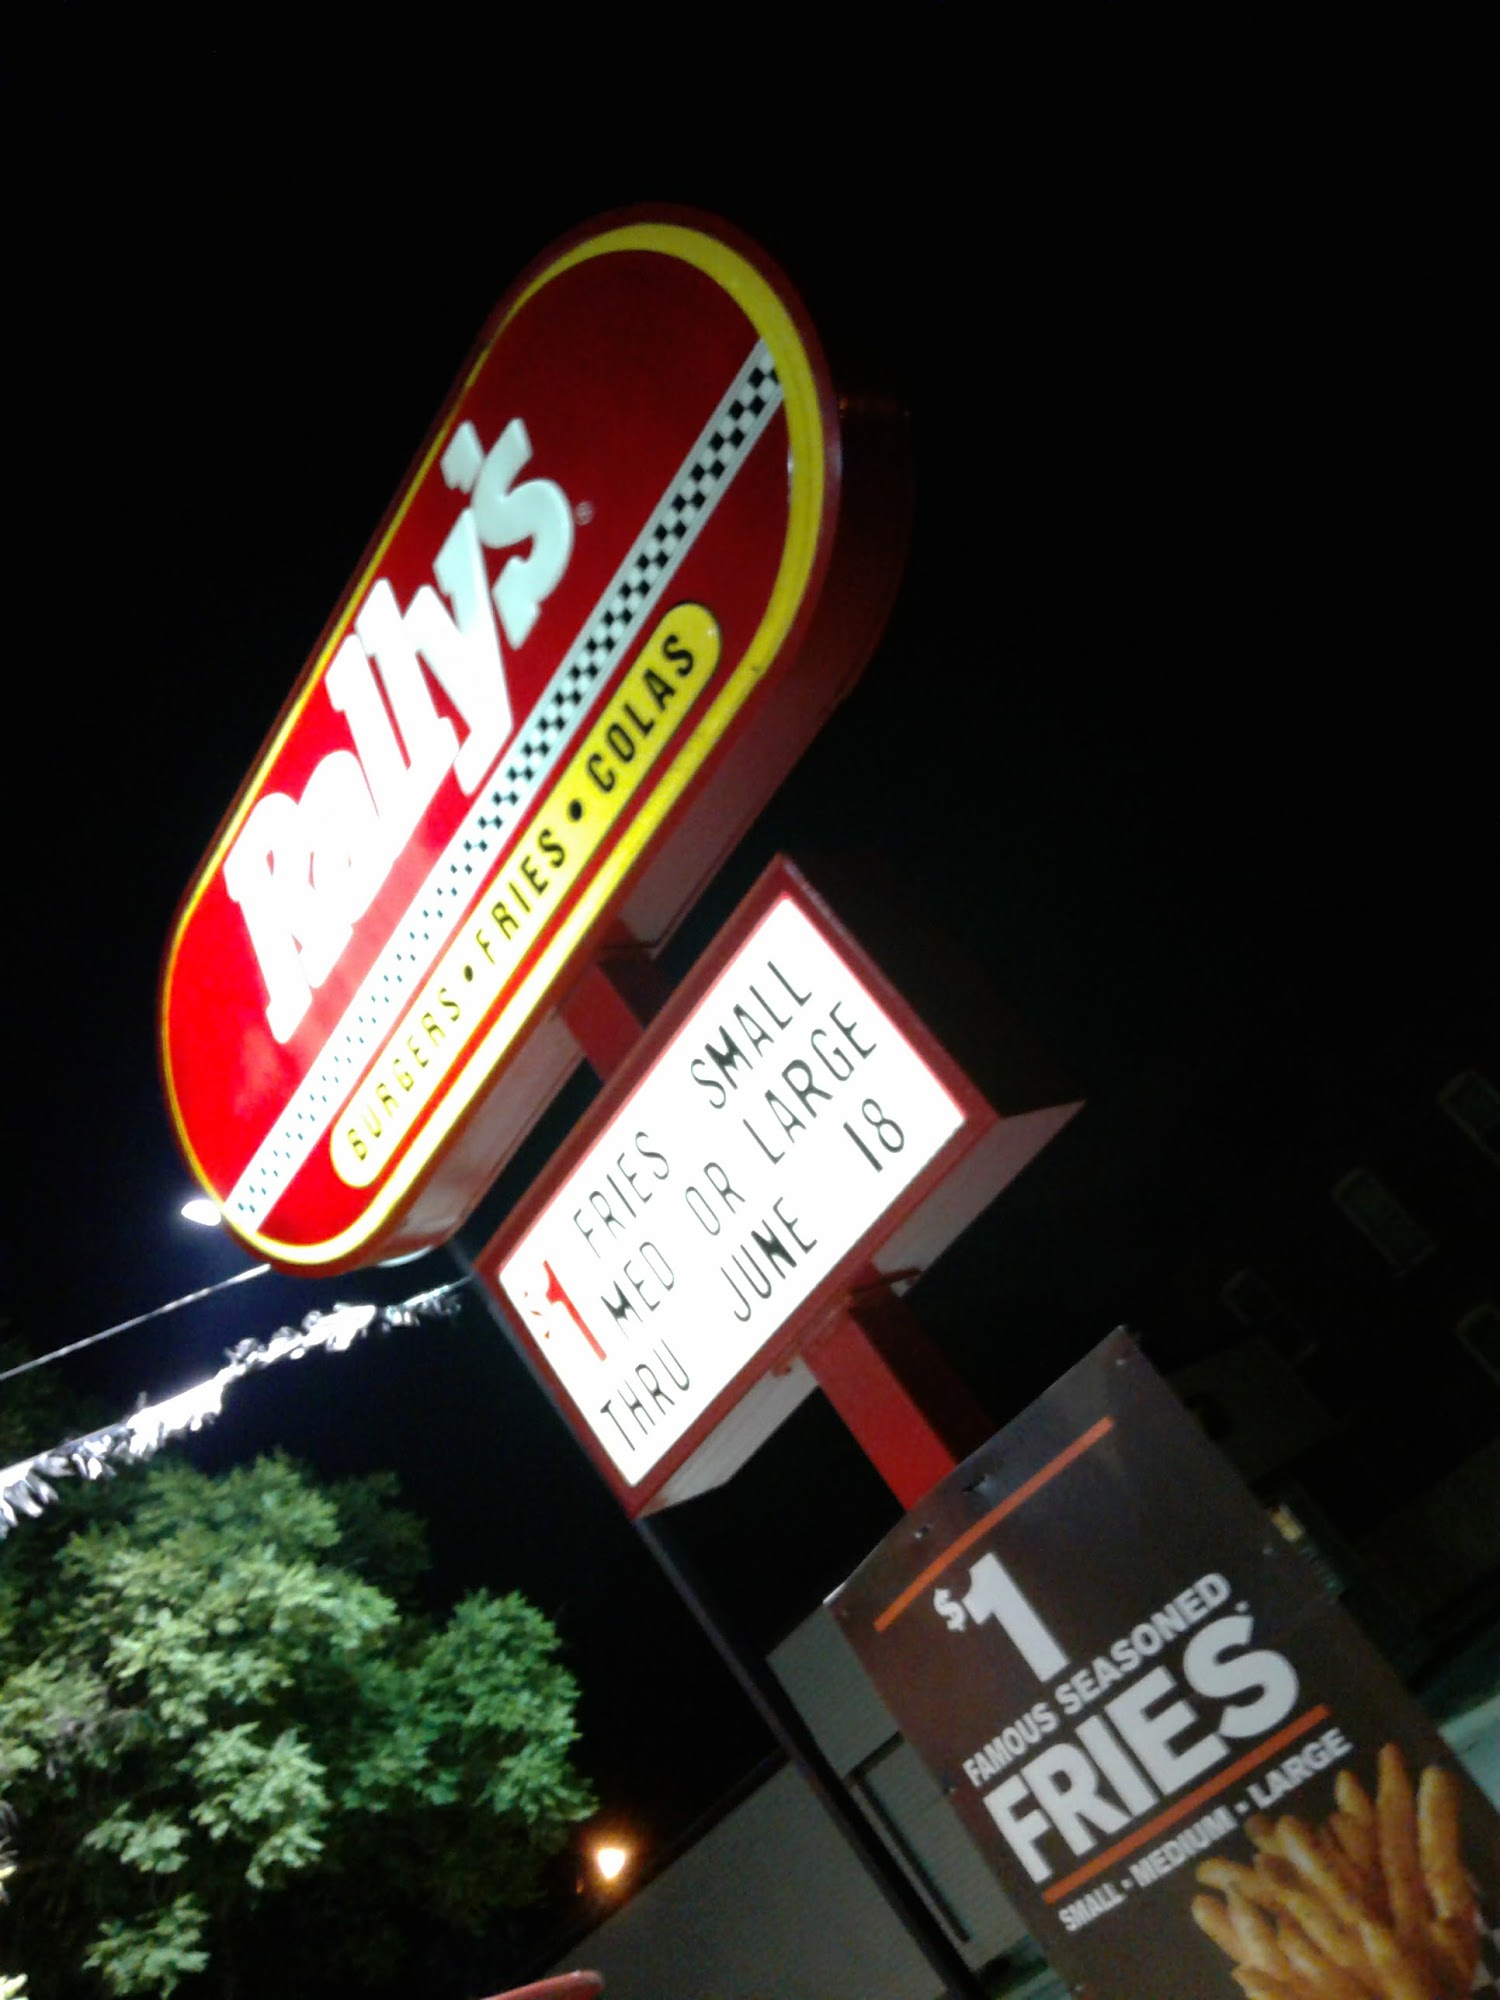 Rally's®
BURGERS • FRIES • COLAS
$1 FRIES SMALL
MED OR LARGE
THRU JUNE 18
$1
FAMOUS SEASONED
FRIES
SMALL • MEDIUM • LARGE